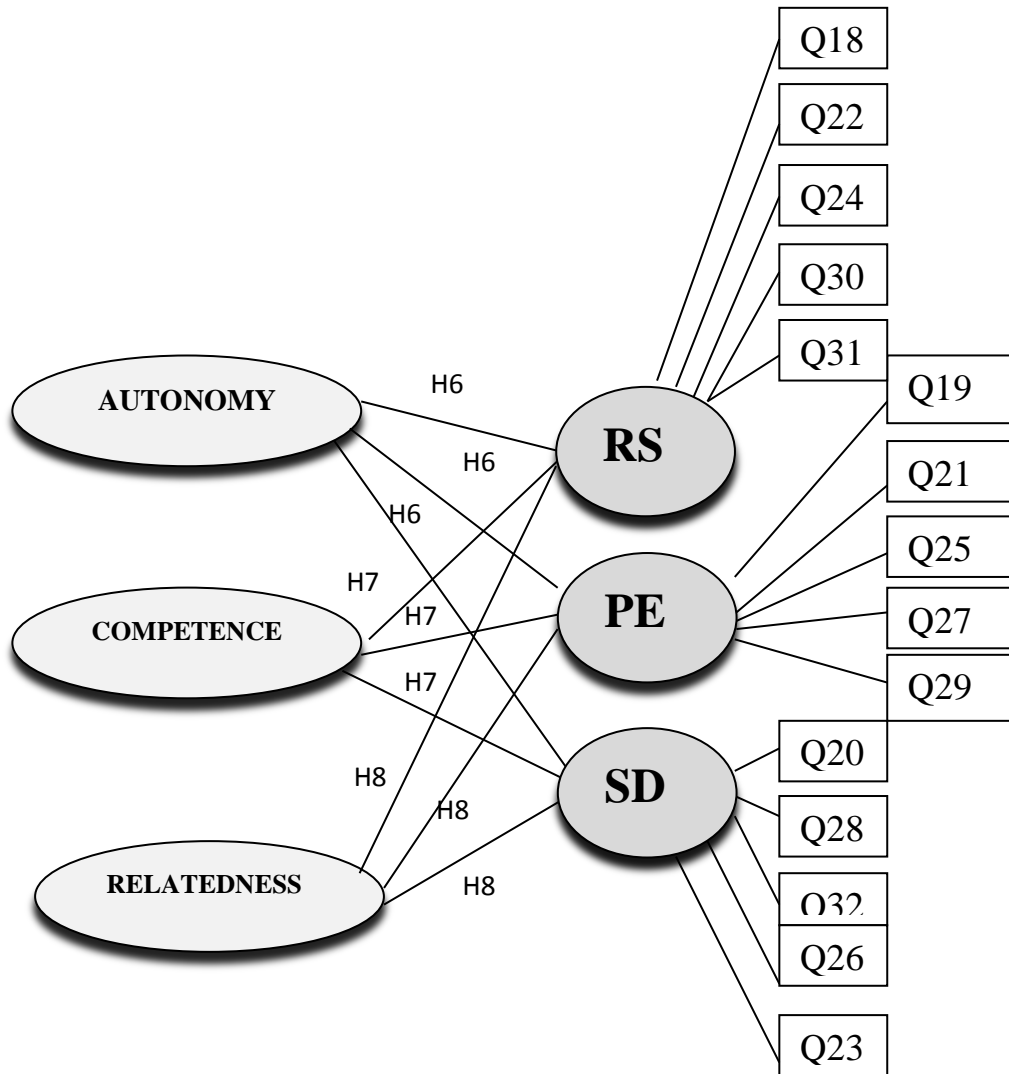 Q18
Q22
Q24
Q30
Q31
Q19
H6
AUTONOMY
RS
H6
Q21
H6
Q25
H7
H7
Q27
COMPETENCE
PE
H7
Q29
Q20
H8
SD
H8
Q28
RELATEDNESS
H8
Q32
Q26
Q23